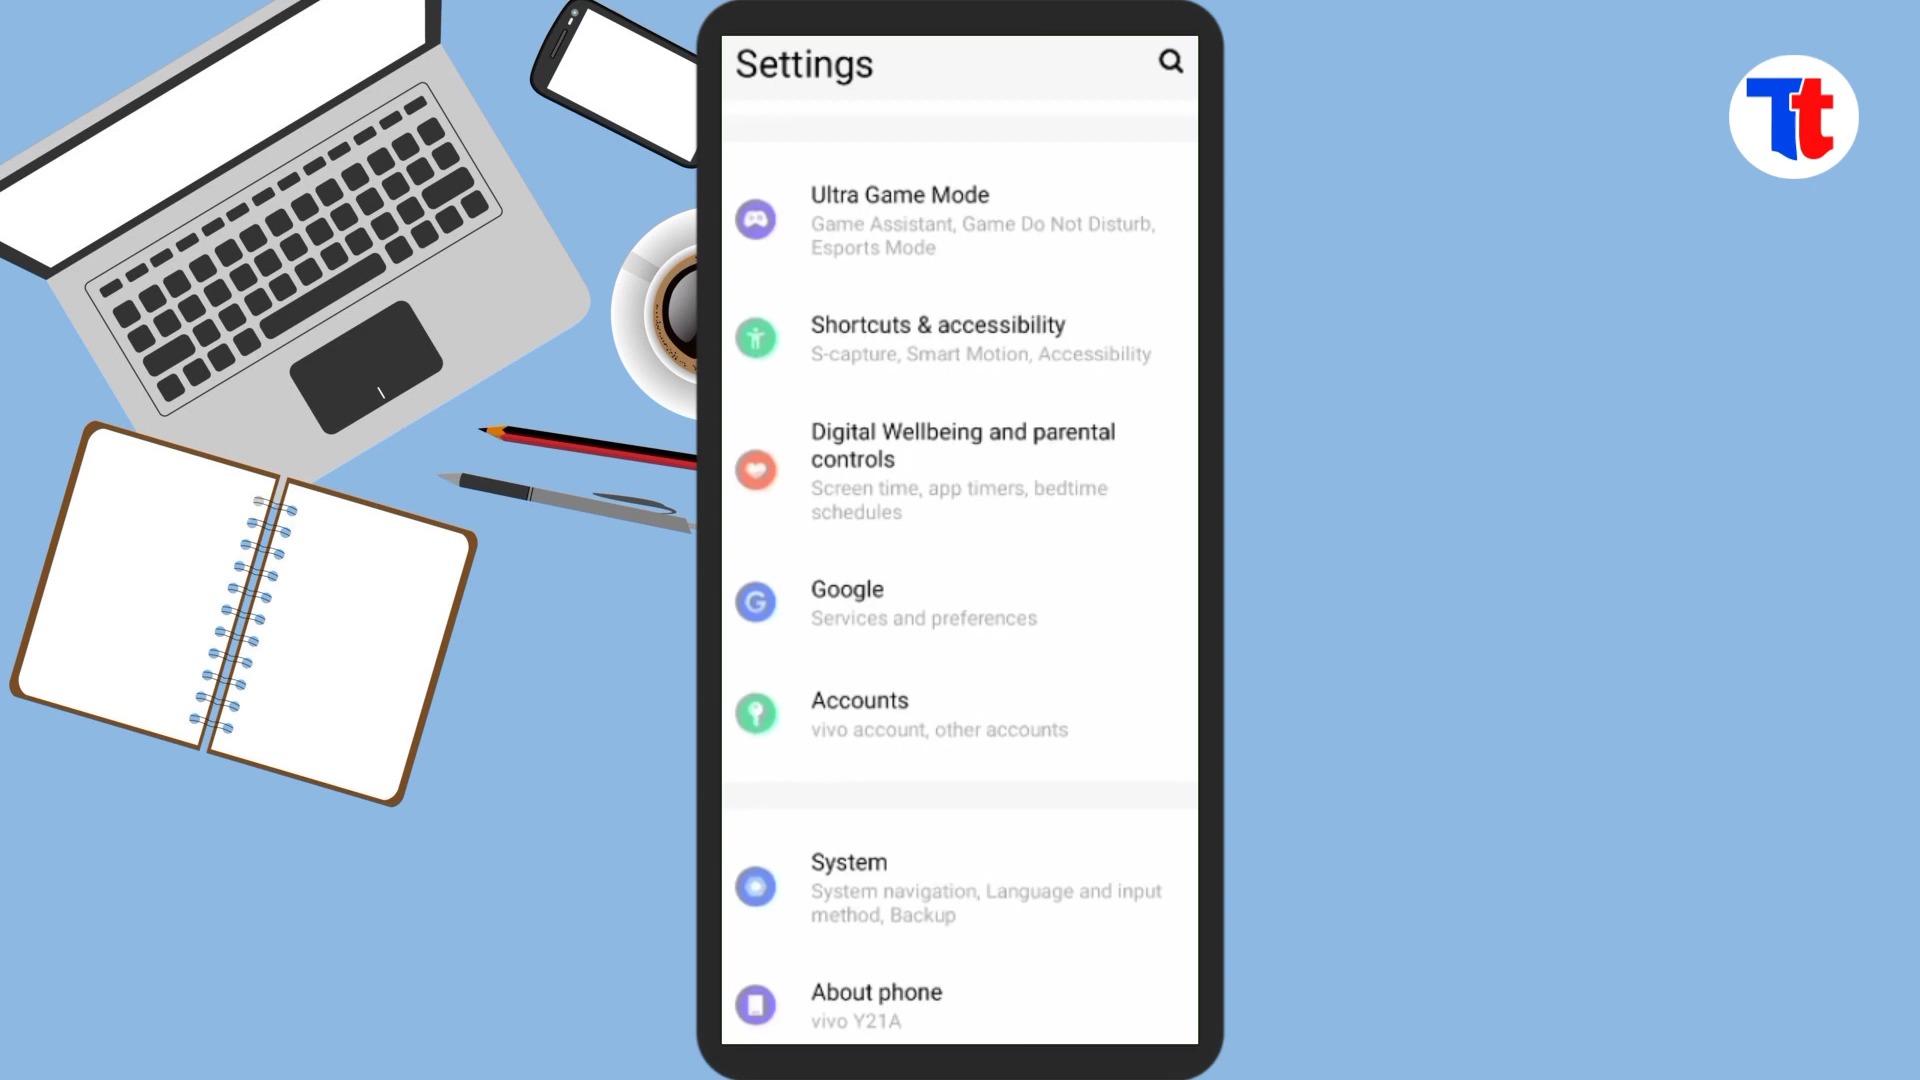 Settings
Tt
Ultra Game Mode
Game Assistant, Game Do Not Disturb,
Esports Mode
Shortcuts & accessibility
S-capture, Smart Motion, Accessibility
Digital Wellbeing and parental
controls
Screen time, app timers, bedtime
schedules
Google
Services and preferences
Accounts
vivo account, other accounts
System
System navigation, Language and input
method, Backup
About phone
vivo Y21A